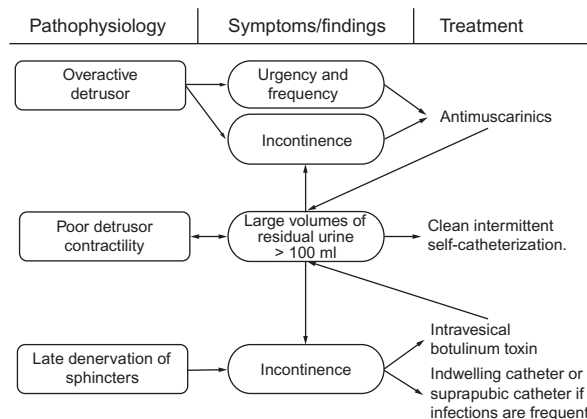 Pathophysiology
Symptoms/findings
Treatment
Overactive
detrusor
Urgency and
frequency
Incontinence
Antimuscarinics
Poor detrusor
contractility
Large volumes of
residual urine
> 100 ml
Clean intermittent
self-catheterization.
Late denervation of
sphincters
Incontinence
Intravesical
botulinum toxin
Indwelling catheter or
suprapubic catheter if
infections are frequent